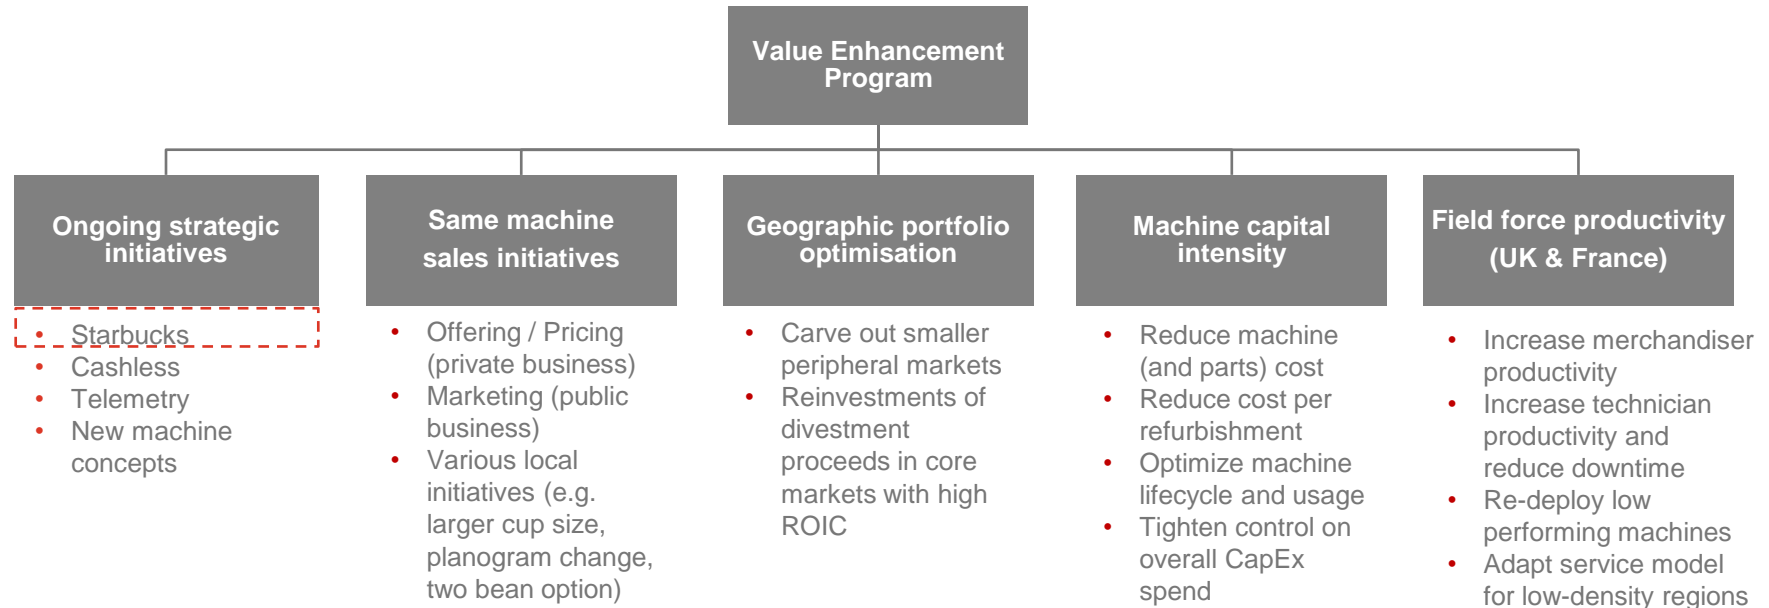 Value Enhancement
Program
Ongoing strategic
initiatives
• Starbucks
• Cashless
• Telemetry
• New machine
concepts
Same machine
sales initiatives
• Offering / Pricing
(private business)
• Marketing (public
business)
• Various local
initiatives (e.g.
larger cup size,
planogram change,
two bean option)
Geographic portfolio
optimisation
• Carve out smaller
peripheral markets
• Reinvestments of
divestment
proceeds in core
markets with high
ROIC
Machine capital
intensity
• Reduce machine
(and parts) cost
• Reduce cost per
refurbishment
• Optimize machine
lifecycle and usage
• Tighten control on
overall CapEx
spend
Field force productivity
(UK & France)
• Increase merchandiser
productivity
• Increase technician
productivity and
reduce downtime
• Re-deploy low
performing machines
• Adapt service model
for low-density regions